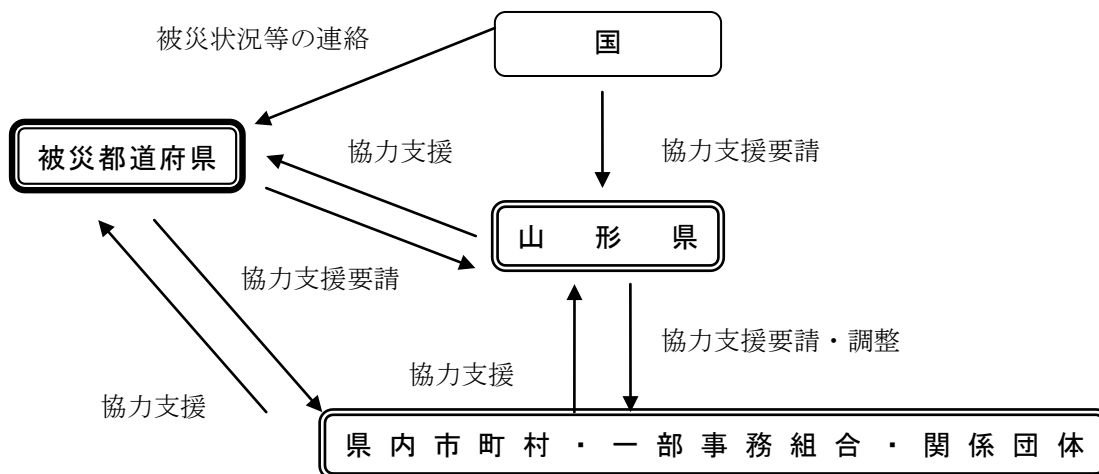 被災状況等の連絡
国
被災都道府県
協力支援
協力支援要請
山形県
協力支援要請
協力支援要請・調整
協力支援
協力支援
県内市町村・一部事務組合・関係団体